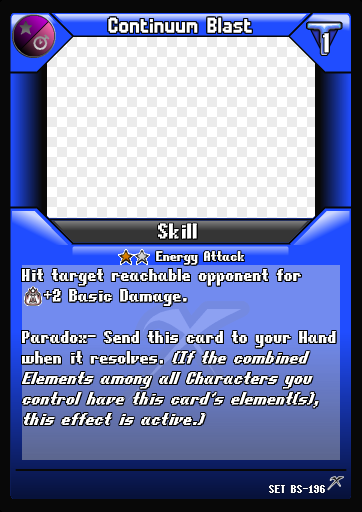 Continuum Blast
1
Skill
Energy Attack
Hit target reachable opponent for
+2 Basic Damage.
Paradox- Send this card to your Hand
when it resolves. (If the combined
Elements among all Characters you
control have this card's element(s),
this effect is active.)
SET BS-196